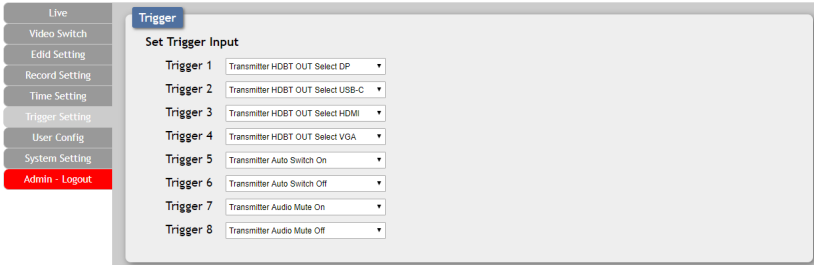 Live
Video Switch
Edid Setting
Record Setting
Time Setting
Trigger Setting
User Config
System Setting
Admin - Logout
Trigger
Set Trigger Input
Trigger 1 Transmitter HDBT OUT Select DP
Trigger 2 Transmitter HDBT OUT Select USB-C
Trigger 3 Transmitter HDBT OUT Select HDMI
Trigger 4 Transmitter HDBT OUT Select VGA
Trigger 5 Transmitter Auto Switch On
Trigger 6 Transmitter Auto Switch Off
Trigger 7 Transmitter Audio Mute On
Trigger 8 Transmitter Audio Mute Off